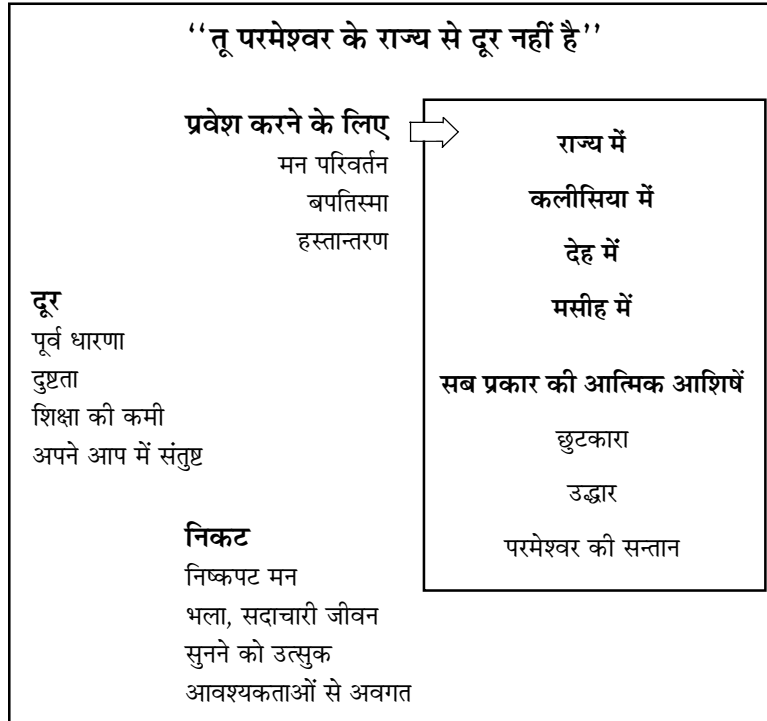 ‘‘तू परमेश्वर के राज्य से दूर नहीं है’’
प्रवेश करने के लिए
मन परिवर्तन
बपतिस्मा
हस्तान्तरण
राज्य में
कलीसिया में
देह में
मसीह में
सब प्रकार की आत्मिक आशिषें
छुटकारा
उद्धार
परमेश्वर की सन्तान
दूर
पूर्व धारणा
दुष्टता
शिक्षा की कमी
अपने आप में संतुष्ट
निकट
निष्कपट मन
भला, सदाचारी जीवन
सुनने को उत्सुक
आवश्यकताओं से अवगत